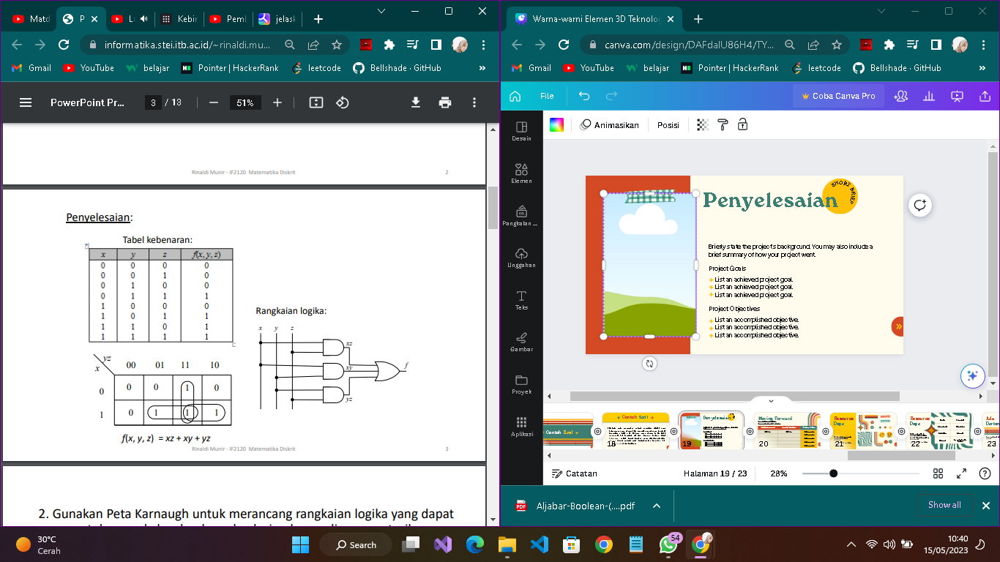 Matd
P
L
Kebir
Pemb
jelask
informatika.stei.itb.ac.id/~rinaldi.mu...
Gmail
YouTube
belajar
Pointer | HackerRank
leetcode
Bellshade · GitHub
»
PowerPoint Pr...
3 / 13
51%
Rinaldi Munir - IF2120 Matematika Diskrit
2
Penyelesaian:
Tabel kebenaran:
x y z f(x, y, z)
0 0 0 0
0 0 1 0
0 1 0 0
0 1 1 1
1 0 0 0
1 0 1 1
1 1 0 1
1 1 1 1
Rangkaian logika:
x y z
xz
xy
yz
f
yz
x
00 01 11 10
0 0 0 1 0
1 0 1 1 1
f(x, y, z) = xz + xy + yz
Rinaldi Munir - IF2120 Matematika Diskrit
3
2. Gunakan Peta Karnaugh untuk merancang rangkaian logika yang dapat
Warna-warni Elemen 3D Teknolog
canva.com/design/DAFdalU86H4/TY...
Gmail
YouTube
belajar
Pointer | HackerRank
leetcode
Bellshade · GitHub
»
File
Coba Canva Pro
Desain
Elemen
Pangkalan ...
Unggahan
Teks
Gambar
Proyek
Aplikasi
Animasikan
Posisi
SHORT BRIEF
Penyelesaian
Briefly state the project's background. You may also include a
brief summary of how your project went.
Project Goals
List an achieved project goal.
List an achieved project goal.
List an achieved project goal.
Project Objectives
List an accomplished objective.
List an accomplished objective.
List an accomplished objective.
»
Contoh Soal
Contoh Soal
18
Penyelesaian
19
Moving Forward
20
Resource Page
21
Resource Page
22
23
Catatan
Halaman 19 / 23
28%
Aljabar-Boolean-(....pdf
Show all
30°C
Cerah
Search
54
10:40
15/05/2023